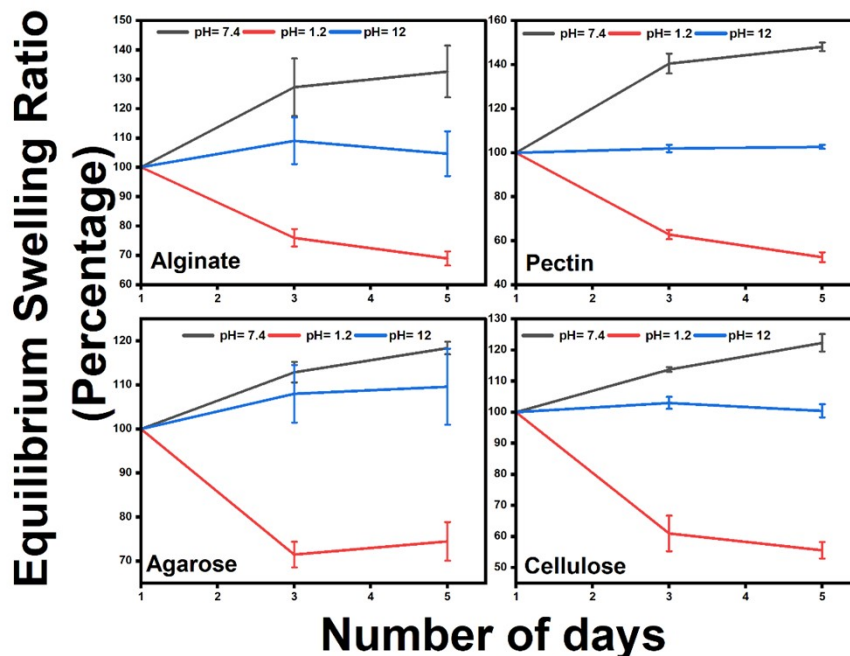 Equilibrium Swelling Ratio
(Percentage)
150
140
130
120
110
100
90
80
70
60
pH= 7.4 pH= 1.2 pH= 12
Alginate
1 2 3 4 5
160
140
120
100
80
60
40
pH= 7.4 pH= 1.2 pH= 12
Pectin
1 2 3 4 5
120
110
100
90
80
70
pH= 7.4 pH= 1.2 pH= 12
Agarose
1 2 3 4 5
130
120
110
100
90
80
70
60
50
pH= 7.4 pH= 1.2 pH= 12
Cellulose
1 2 3 4 5
Number of days